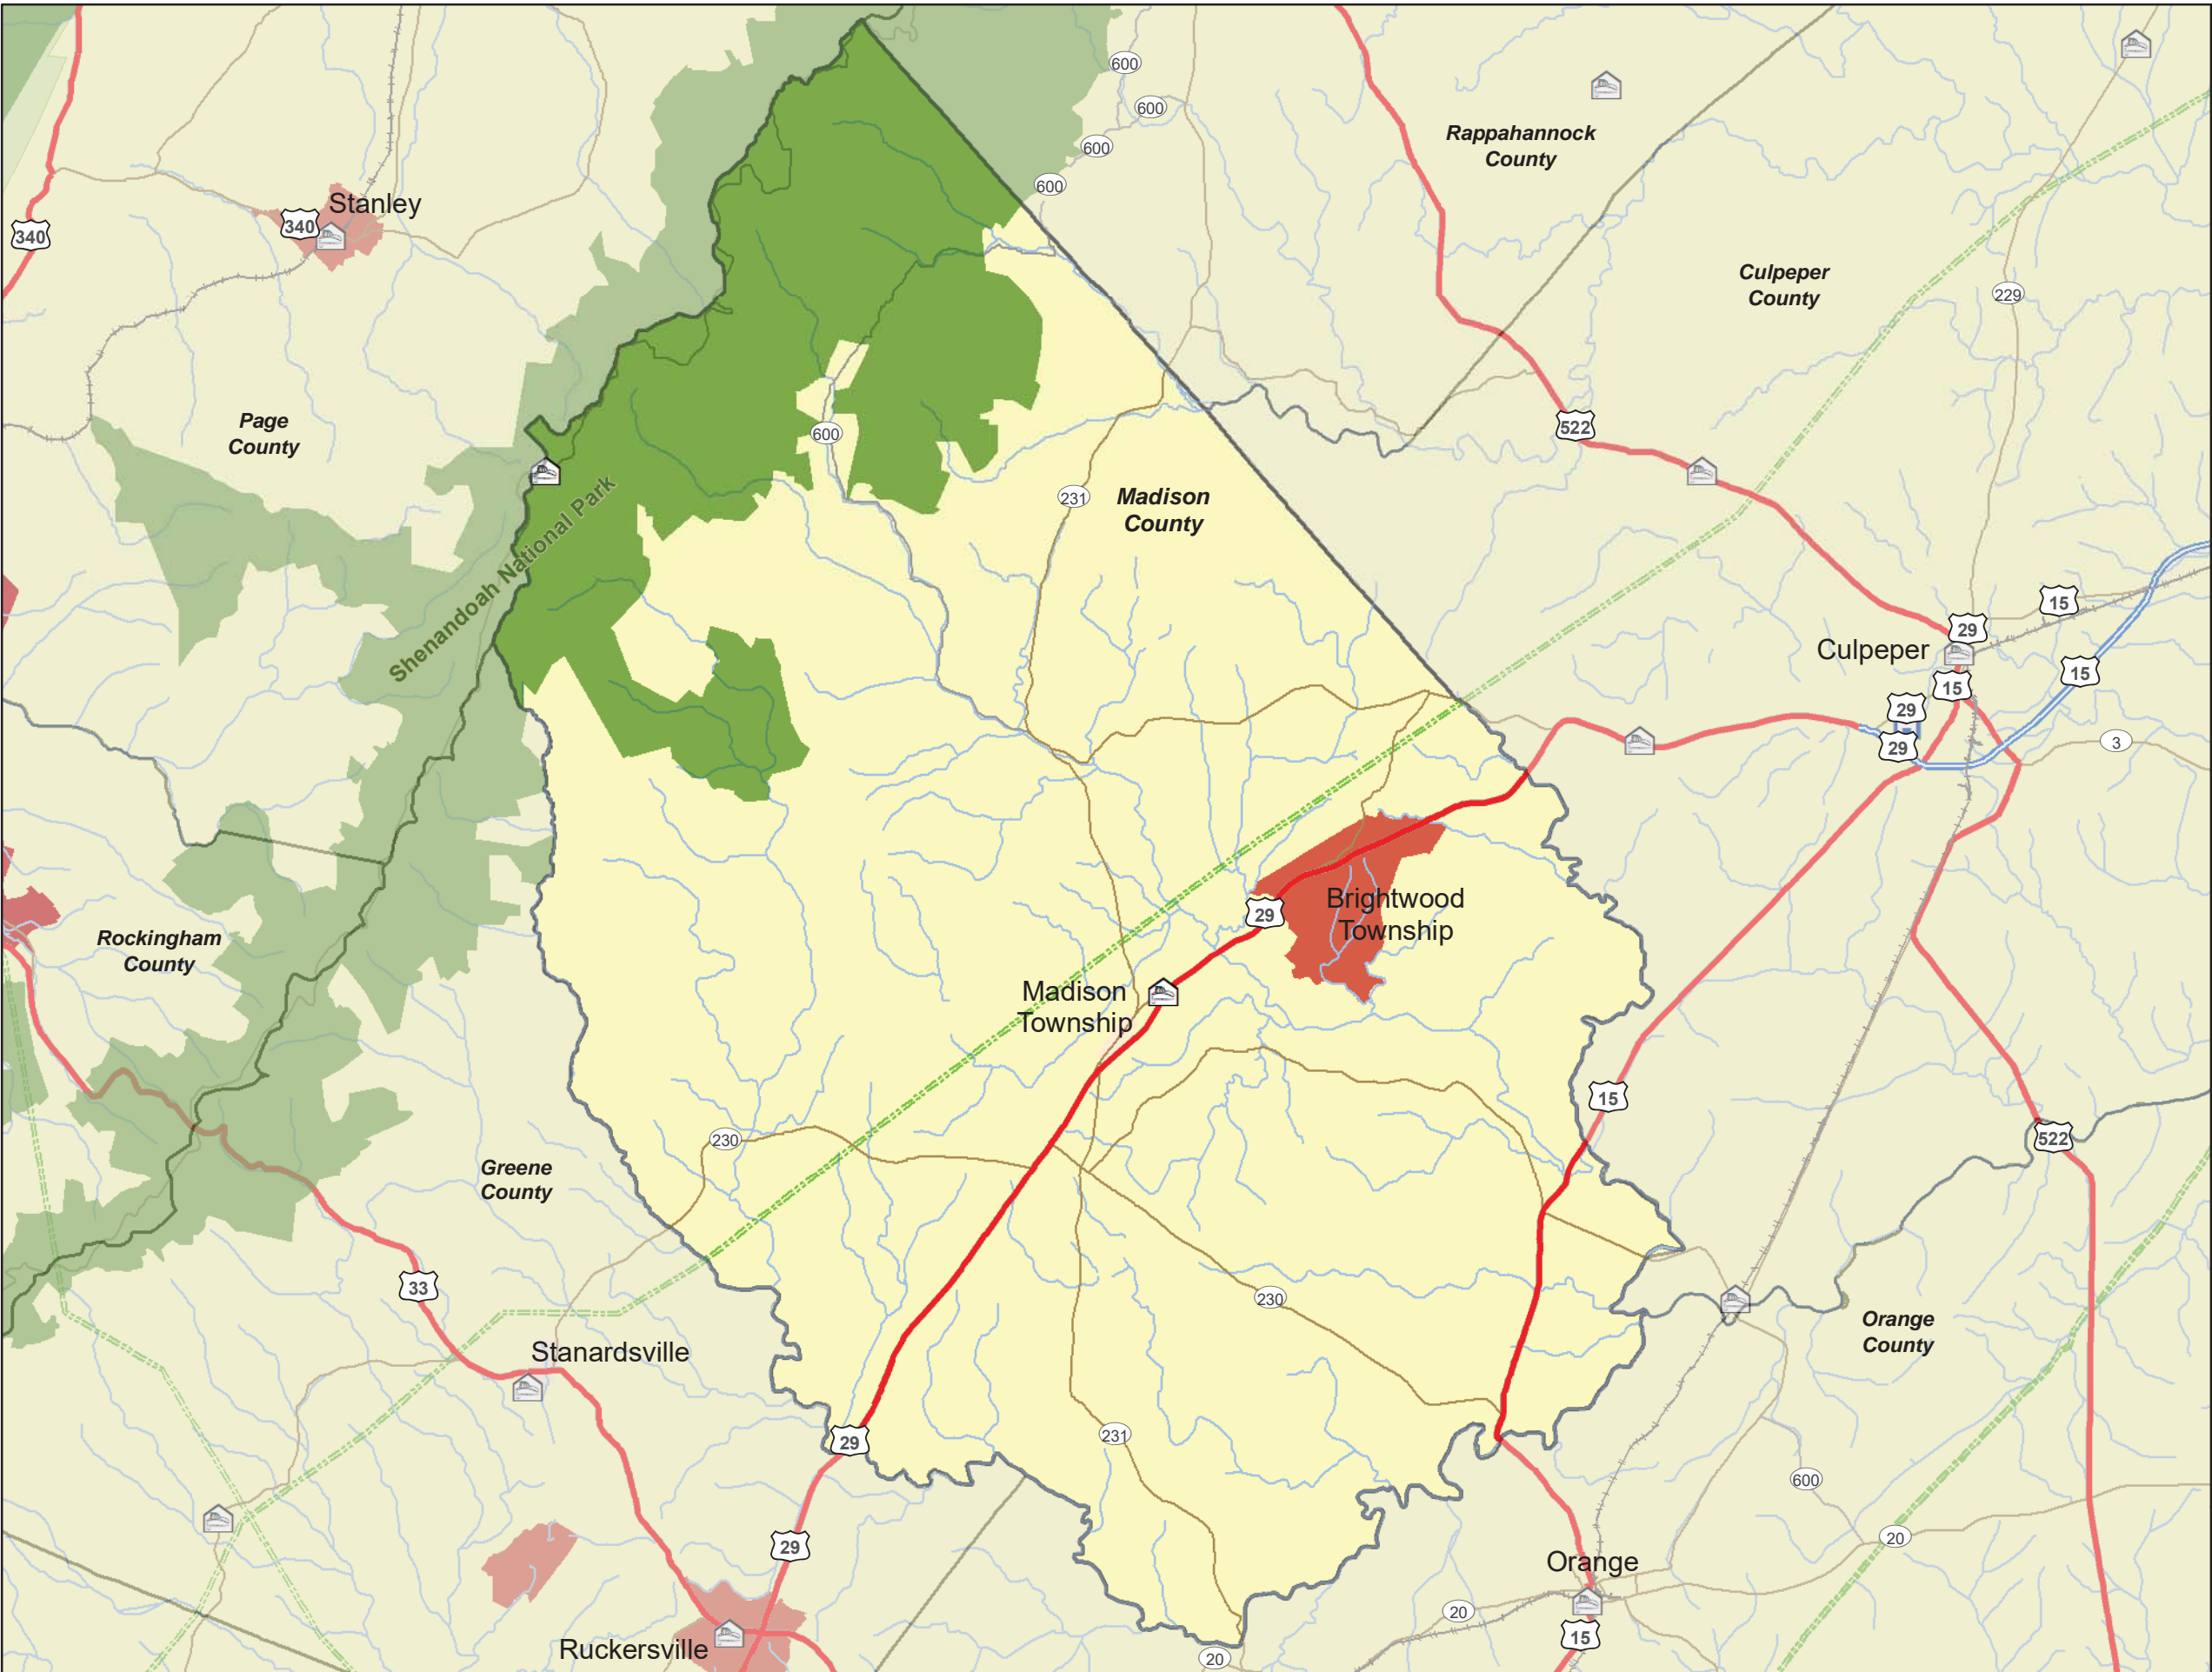 600
600
Rappahannock
County
600
600
Stanley
340
340
Culpeper
County
229
Page
County
522
600
231
Madison
County
Shenandoah National Park
15
29
Culpeper
15
15
29
29
3
Brightwood
Township
29
Rockingham
County
Madison
Township
15
522
230
Greene
County
33
230
Orange
County
Stanardsville
231
29
600
20
29
Orange
20
15
Ruckersville
20